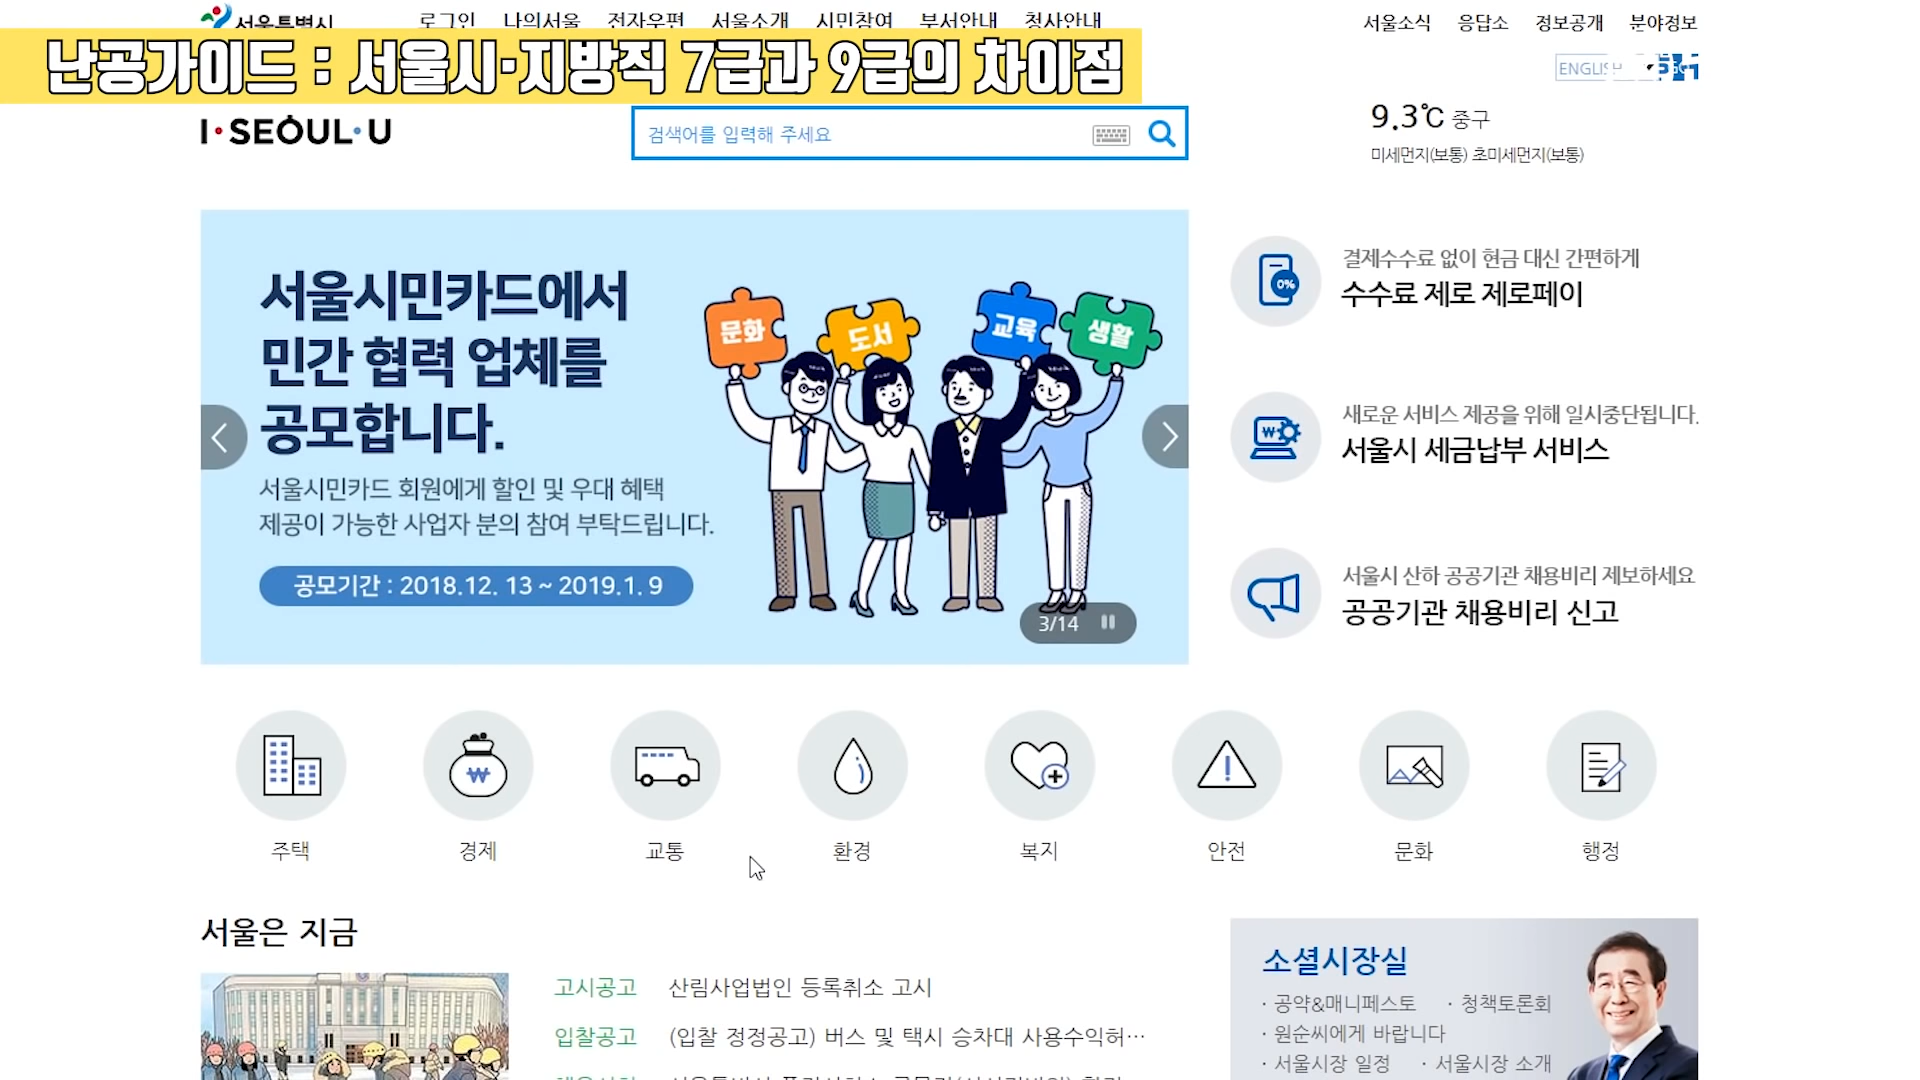 서울특별시
로그인 나의서울 전자우편 서울소개 시민참여 부서안내 청사안내
서울소식 응답소 정보공개 분야정보
난공가이드 : 서울시·지방직 7급과 9급의 차이점
ENGLISH
I·SEOUL·U
검색어를 입력해 주세요
9.3℃ 중구
미세먼지(보통) 초미세먼지(보통)
서울시민카드에서
민간 협력 업체를
공모합니다.
서울시민카드 회원에게 할인 및 우대 혜택
제공이 가능한 사업자 분의 참여 부탁드립니다.
공모기간 : 2018.12. 13 ~ 2019.1. 9
문화 도서 교육 생활
3/14
0%
결제수수료 없이 현금 대신 간편하게
수수료 제로 제로페이
새로운 서비스 제공을 위해 일시중단됩니다.
서울시 세금납부 서비스
서울시 산하 공공기관 채용비리 제보하세요
공공기관 채용비리 신고
주택 경제 교통 환경 복지 안전 문화 행정
서울은 지금
고시공고 산림사업법인 등록취소 고시
입찰공고 (입찰 정정공고) 버스 및 택시 승차대 사용수익허…
소셜시장실
· 공약&매니페스토 · 청책토론회
· 원순씨에게 바랍니다
· 서울시장 일정 · 서울시장 소개